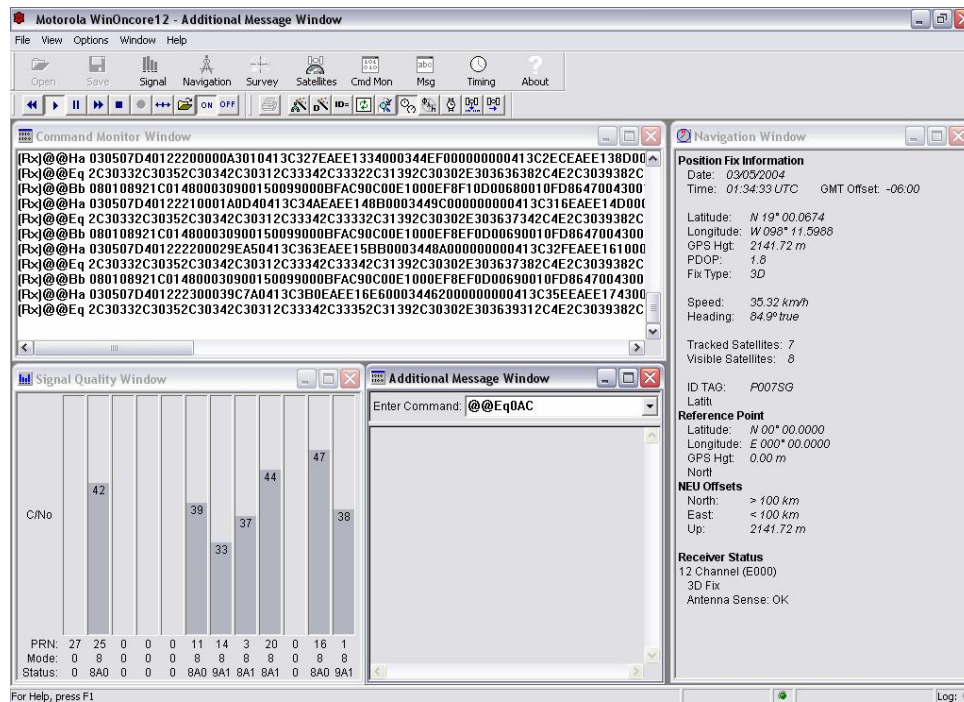 Motorola WinOncore12 - Additional Message Window
File View Options Window Help
Open Save Signal Navigation Survey Satellites Cmd Mon Msg Timing About
ON OFF ID=
Command Monitor Window
(Rx)@@Ha 030507D40122200000A3010413C327EAEE1334000344EF000000000413C2ECEAEE138D00
(Rx)@@Eq 2C30332C30352C30342C30312C33342C33322C31392C30302E303636382C4E2C3039382C
(Rx)@@Bb 080108921C01480003090015009900 0BFAC90C00E1000EF8F10D00680010FD8647004300
(Rx)@@Ha 030507D40122210001A0D40413C34AEAEE148B0003449C000000000413C316EAEE14D000
(Rx)@@Eq 2C30332C30352C30342C30312C33342C33332C31392C30302E303637342C4E2C3039382C
(Rx)@@Bb 080108921C014800030900150099000BFAC90C00E1000EF8EF0D00690010FD8647004300
(Rx)@@Ha 030507D401222200029EA50413C363EAEE15BB0003448A000000000413C32FEAEE161000
(Rx)@@Eq 2C30332C30352C30342C30312C33342C33342C31392C30302E303637382C4E2C3039382C
(Rx)@@Bb 080108921C014800030900150099000BFAC90C00E1000EF8EF0D00690010FD8647004300
(Rx)@@Ha 030507D401222300039C7A0413C3B0EAEE16E60003446200000000 0413C35EEAEE174300
(Rx)@@Eq 2C30332C30352C30342C30312C33342C33352C31392C30302E303639312C4E2C3039382C
Signal Quality Window
C/No
42 39 33 37 44 47 38
PRN: 27 25 0 0 0 11 14 3 20 0 16 1
Mode: 0 8 0 0 0 8 8 8 8 0 8 8
Status: 0 8A0 0 0 0 8A0 9A1 8A1 8A1 0 8A0 9A1
Additional Message Window
Enter Command: @@Eq0AC
Navigation Window
Position Fix Information
Date: 03/05/2004
Time: 01:34:33 UTC GMT Offset: -06:00
Latitude: N 19° 00.0674
Longitude: W 098° 11.5988
GPS Hgt: 2141.72 m
PDOP: 1.8
Fix Type: 3D
Speed: 35.32 km/h
Heading: 84.9° true
Tracked Satellites: 7
Visible Satellites: 8
ID TAG: P007SG
Latitu
Reference Point
Latitude: N 00° 00.0000
Longitude: E 000° 00.0000
GPS Hgt: 0.00 m
North
NEU Offsets
North: > 100 km
East: < 100 km
Up: 2141.72 m
Receiver Status
12 Channel (E000)
3D Fix
Antenna Sense: OK
For Help, press F1
Log: